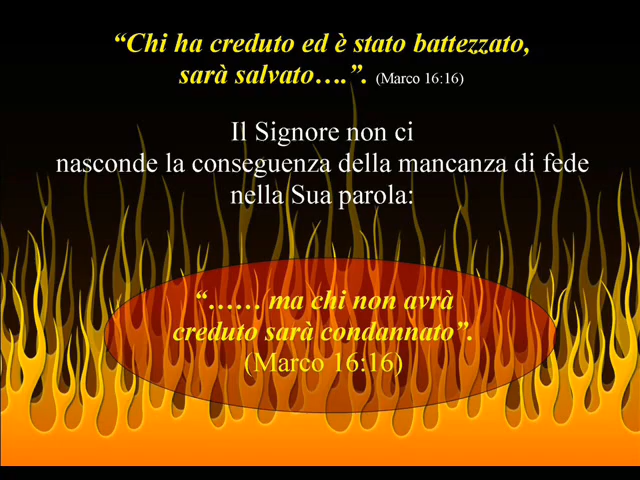 “Chi ha creduto ed è stato battezzato,
sarà salvato….”. (Marco 16:16)
Il Signore non ci
nasconde la conseguenza della mancanza di fede
nella Sua parola:
“…… ma chi non avrà
creduto sarà condannato”.
(Marco 16:16)